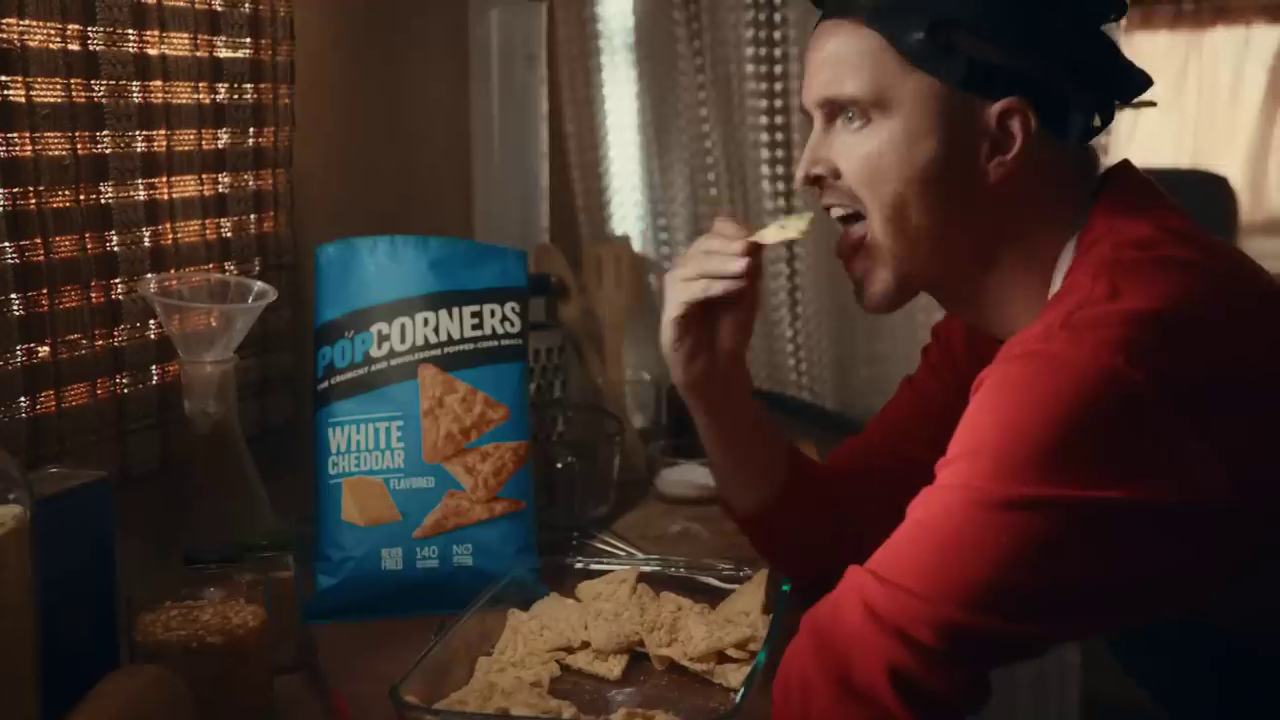 POPCORNERS
THE CRUNCHY AND WHOLESOME POPPED-CORN SNACK
WHITE
CHEDDAR
FLAVORED
NEVER
FRIED
140
NO